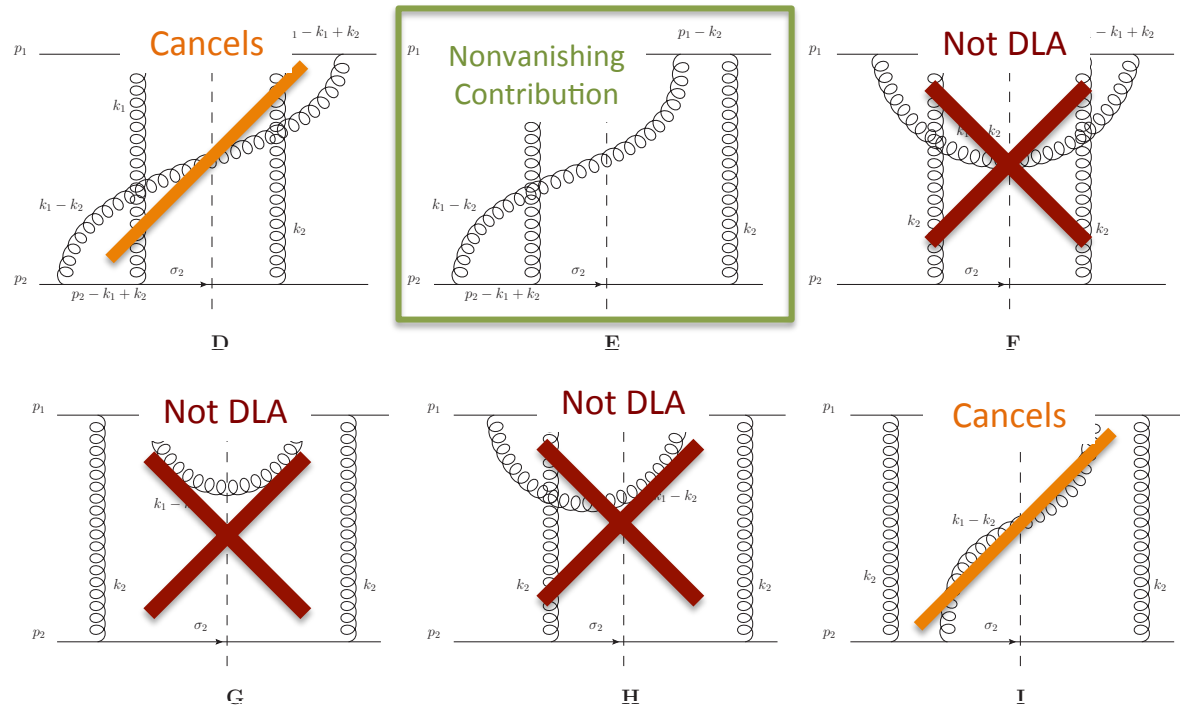 p₁ Cancels 1 − k₁ + k₂
k₁
k₁ − k₂
k₂
σ₂
p₂ p₂ − k₁ + k₂
D
p₁ Nonvanishing Contribution p₁ − k₂
k₁ − k₂
σ₂
p₂ p₂ − k₁ + k₂
E
p₁ Not DLA − k₁ + k₂
k₂ k₂
σ₂
p₂
F
p₁ Not DLA
k₂ k₂
σ₂
p₂
G
p₁ Not DLA
k₁ − k₂
k₂
σ₂
p₂
H
p₁ Cancels
k₁ − k₂
k₂ k₂
σ₂
p₂
I